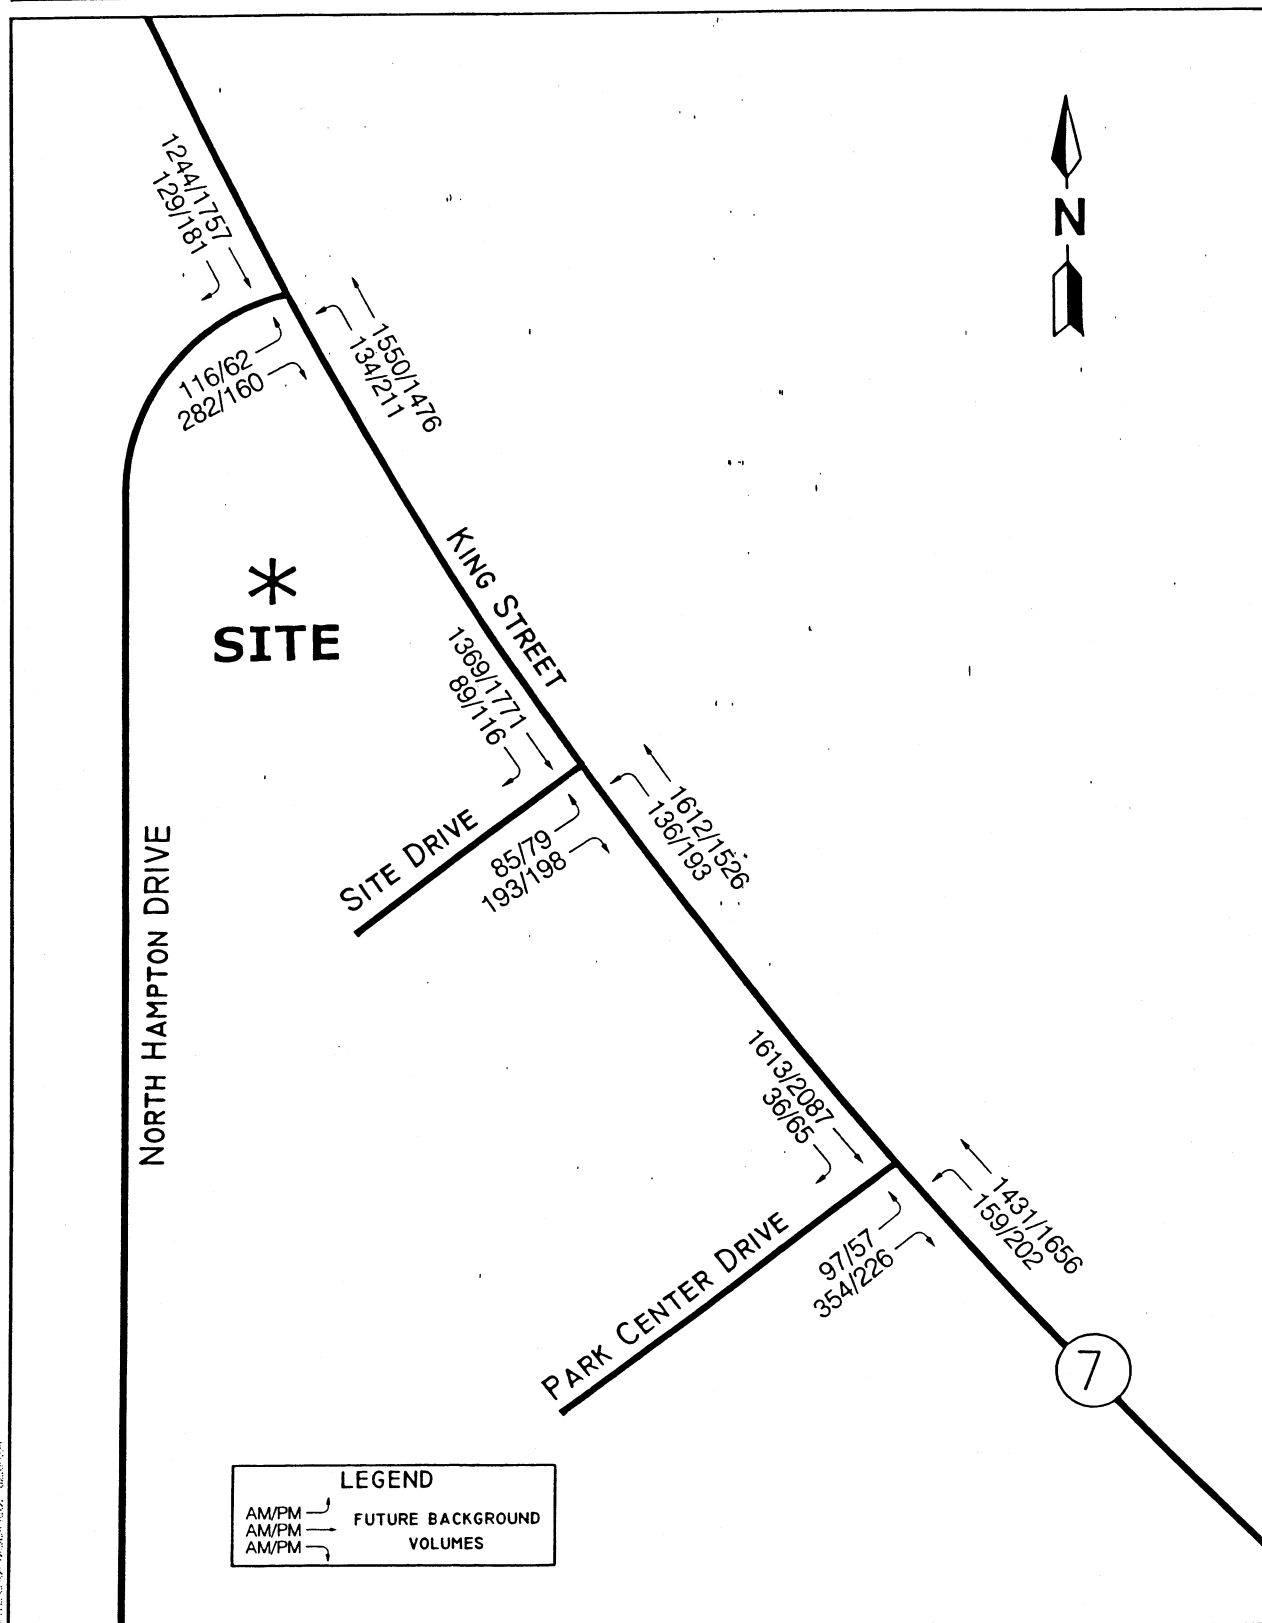 N
1244/1757
129/181
1550/1476
134/211
116/62
282/160
KING STREET
SITE
1369/1771
89/116
1612/1526
136/193
85/79
193/198
SITE DRIVE
NORTH HAMPTON DRIVE
1613/2087
36/65
1431/1656
159/202
97/57
354/226
PARK CENTER DRIVE
7
LEGEND
AM/PM
AM/PM
AM/PM
FUTURE BACKGROUND
VOLUMES